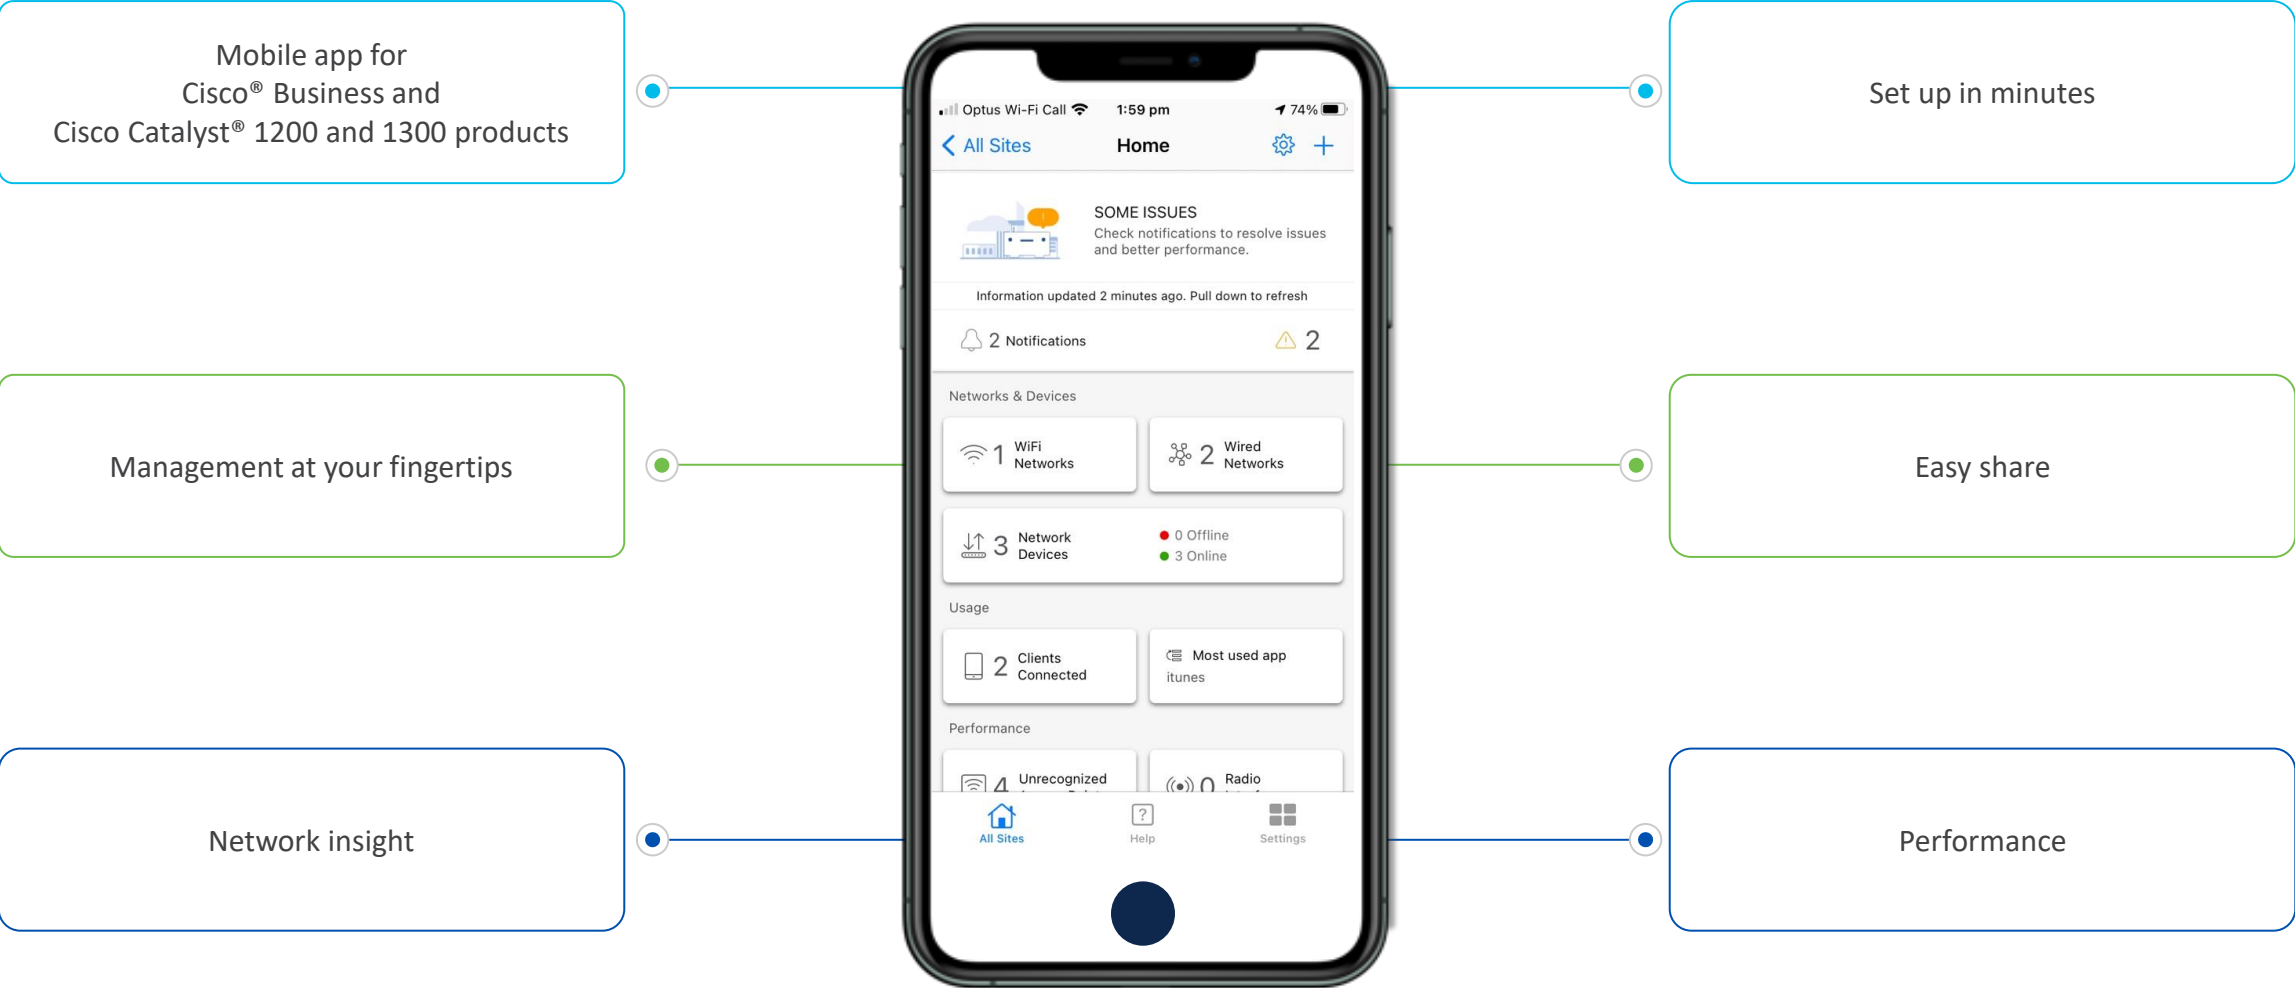 Mobile app for
Cisco® Business and
Cisco Catalyst® 1200 and 1300 products
Management at your fingertips
Network insight
Optus Wi-Fi Call 1:59 pm 74%
All Sites Home
SOME ISSUES
Check notifications to resolve issues
and better performance.
Information updated 2 minutes ago. Pull down to refresh
2 Notifications 2
Networks & Devices
1 WiFi
Networks
2 Wired
Networks
3 Network
Devices
0 Offline
3 Online
Usage
2 Clients
Connected
Most used app
itunes
Performance
4 Unrecognized
0 Radio
All Sites Help Settings
Set up in minutes
Easy share
Performance